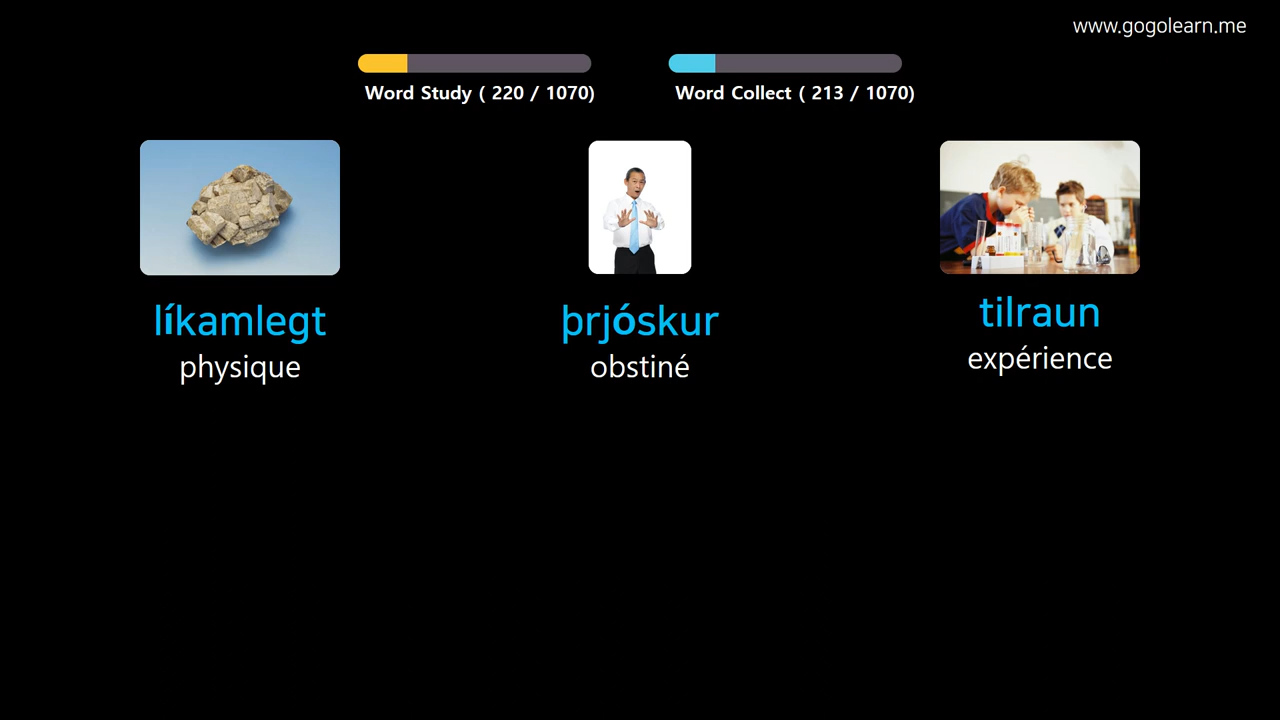 www.gogolearn.me
Word Study ( 220 / 1070)
Word Collect ( 213 / 1070)
líkamlegt
physique
þrjóskur
obstiné
tilraun
expérience